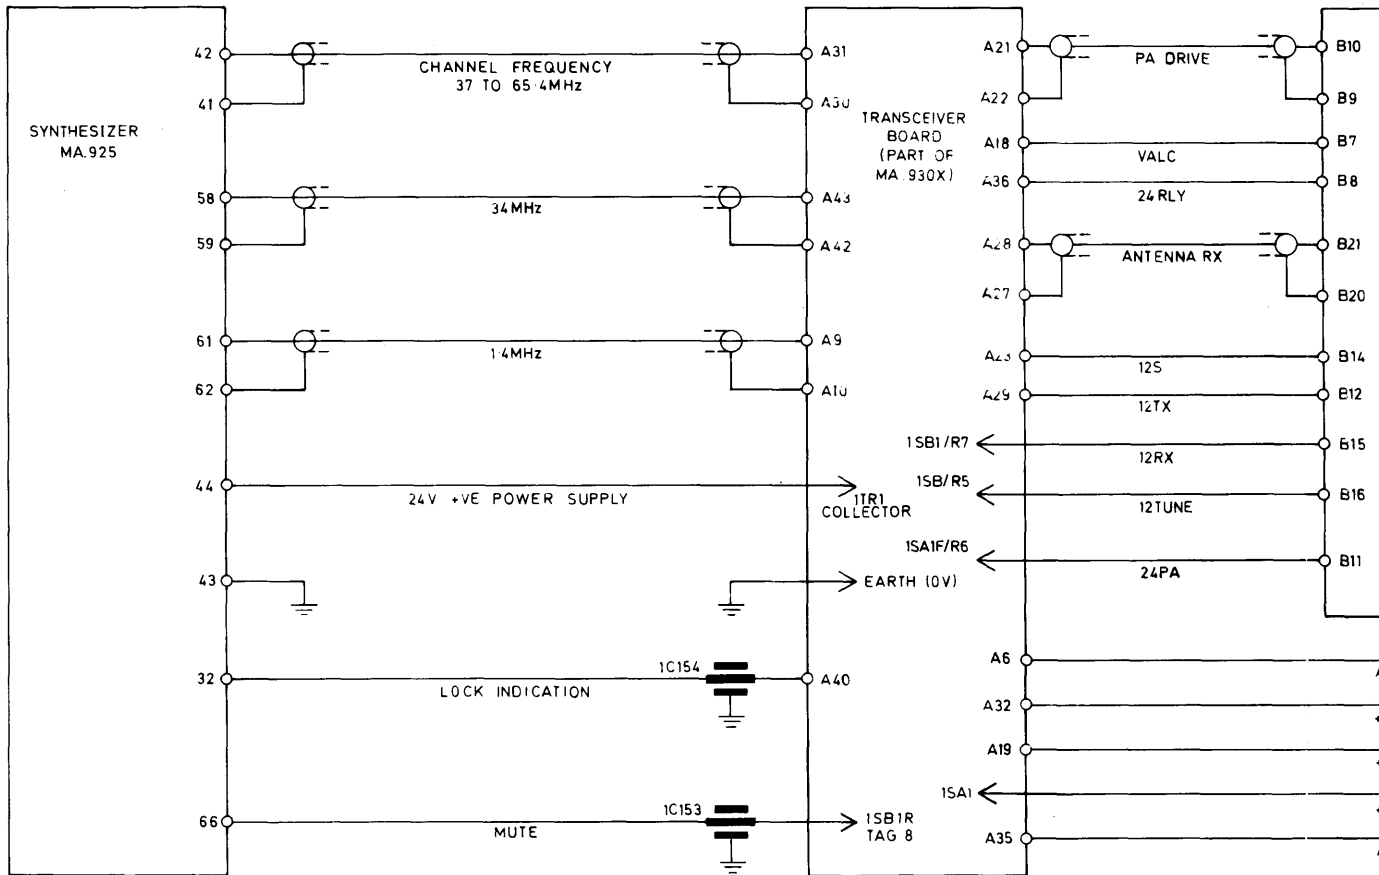 42
CHANNEL FREQUENCY
37 TO 65·4MHz
A31
41
A30
SYNTHESIZER
MA.925
58
34MHz
A43
59
A42
61
1·4MHz
A9
62
A10
44
24V +VE POWER SUPPLY
1TR1
COLLECTOR
43
EARTH (0V)
32
LOCK INDICATION
1C154
A40
66
MUTE
1C153
1SB1R
TAG 8
TRANSCEIVER
BOARD
(PART OF
MA.930X)
A21
PA DRIVE
B10
A22
B9
A18
VALC
B7
A36
24RLY
B8
A28
ANTENNA RX
B21
A27
B20
A23
12S
B14
A29
12TX
B12
1SB1/R7
12RX
B15
1SB/R5
12TUNE
B16
1SA1F/R6
24PA
B11
A6
A32
A19
1SA1
A35